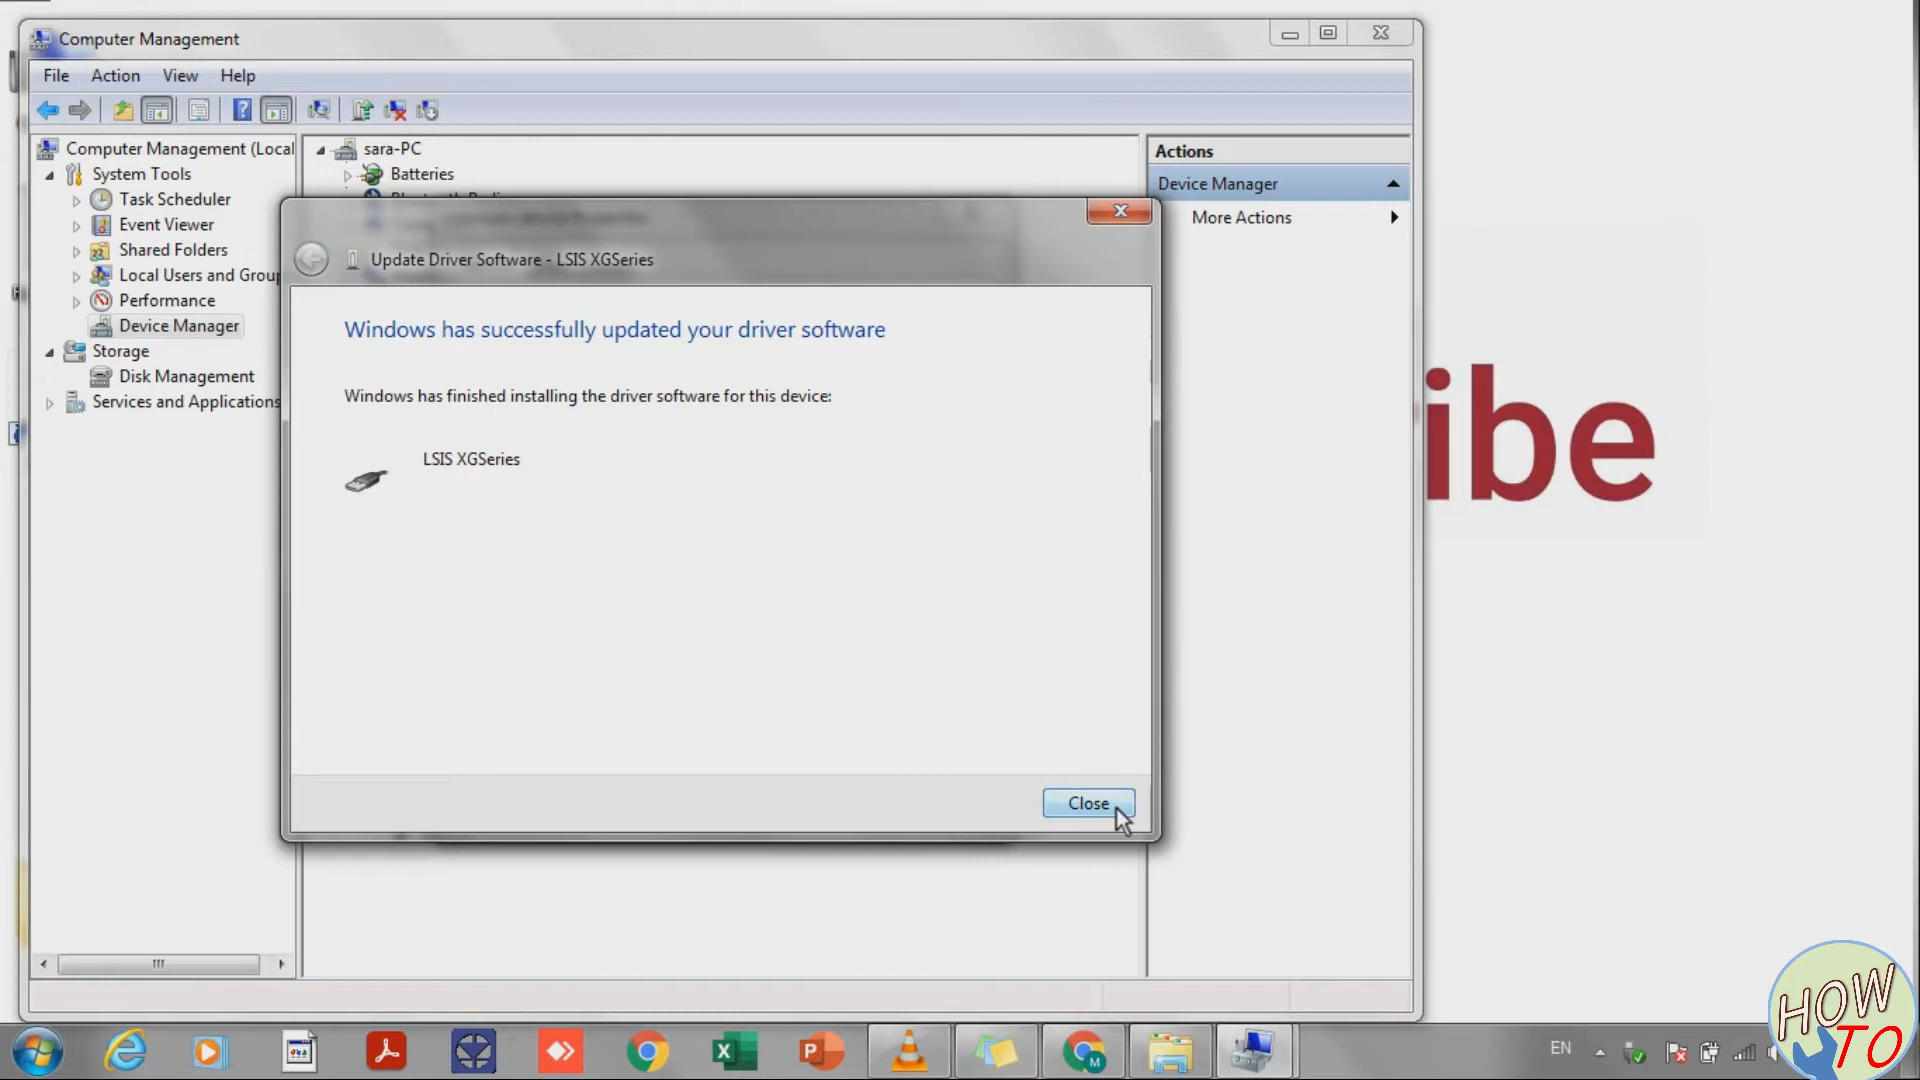 Computer Management
File Action View Help
Computer Management (Local
System Tools
Task Scheduler
Event Viewer
Shared Folders
Local Users and Group
Performance
Device Manager
Storage
Disk Management
Services and Applications
sara-PC
Batteries
Actions
Device Manager
More Actions
Update Driver Software - LSIS XGSeries
Windows has successfully updated your driver software
Windows has finished installing the driver software for this device:
LSIS XGSeries
Close
ibe
EN
HOW
TO